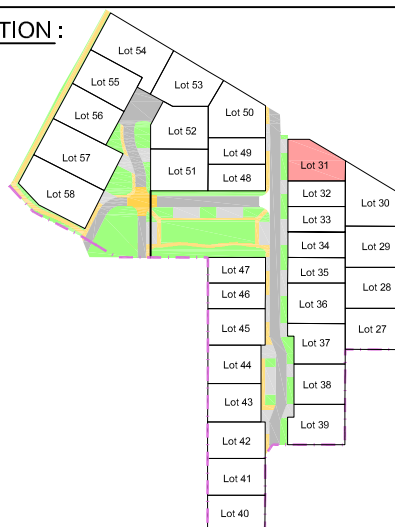 TION :
Lot 54
Lot 55
Lot 53
Lot 56
Lot 50
Lot 52
Lot 57
Lot 49
Lot 51
Lot 48
Lot 58
Lot 31
Lot 32
Lot 30
Lot 33
Lot 34
Lot 29
Lot 47
Lot 35
Lot 46
Lot 28
Lot 36
Lot 45
Lot 27
Lot 37
Lot 44
Lot 38
Lot 43
Lot 39
Lot 42
Lot 41
Lot 40